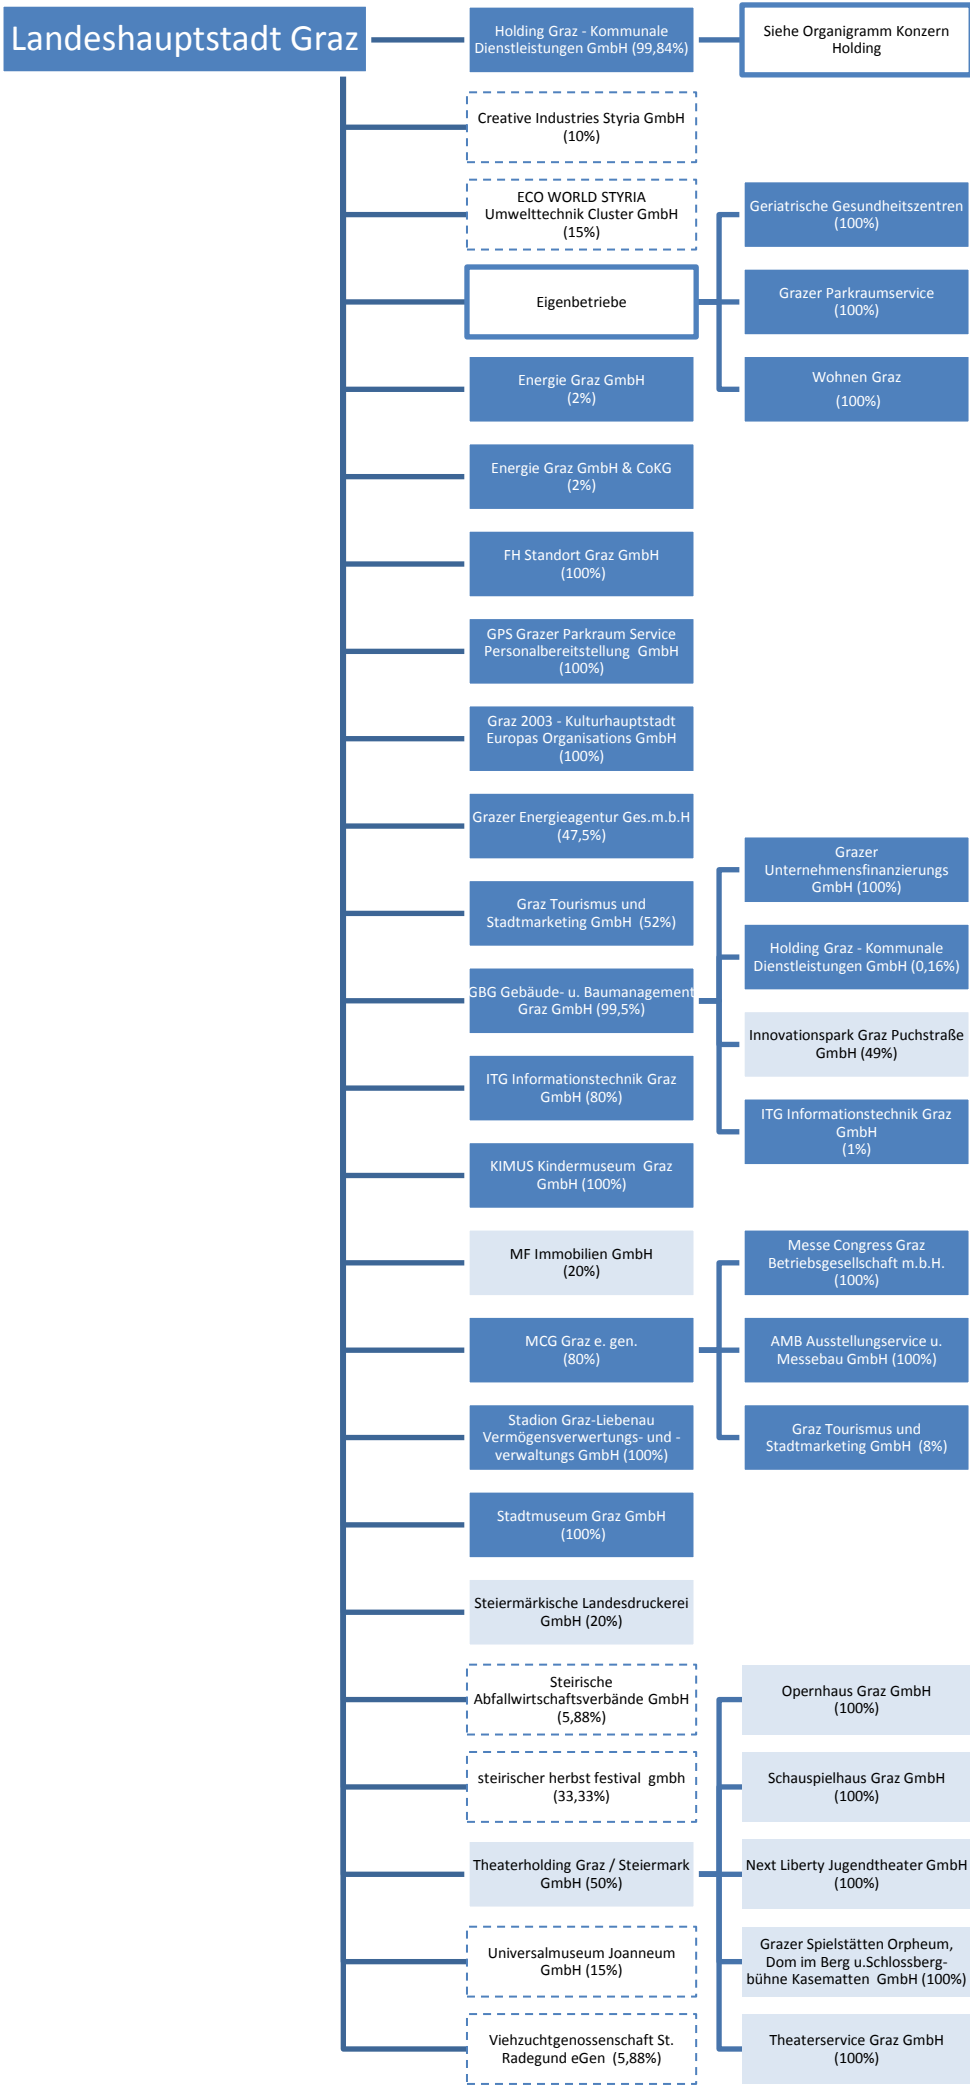 Landeshauptstadt Graz
Holding Graz - Kommunale
Dienstleistungen GmbH (99,84%)
Siehe Organigramm Konzern
Holding
Creative Industries Styria GmbH
(10%)
ECO WORLD STYRIA
Umwelttechnik Cluster GmbH
(15%)
Eigenbetriebe
Geriatrische Gesundheitszentren
(100%)
Grazer Parkraumservice
(100%)
Wohnen Graz
(100%)
Energie Graz GmbH
(2%)
Energie Graz GmbH & CoKG
(2%)
FH Standort Graz GmbH
(100%)
GPS Grazer Parkraum Service
Personalbereitstellung  GmbH
(100%)
Graz 2003 - Kulturhauptstadt
Europas Organisations GmbH
(100%)
Grazer Energieagentur Ges.m.b.H
(47,5%)
Graz Tourismus und
Stadtmarketing GmbH  (52%)
GBG Gebäude- u. Baumanagement
Graz GmbH (99,5%)
Grazer
Unternehmensfinanzierungs
GmbH (100%)
Holding Graz - Kommunale
Dienstleistungen GmbH (0,16%)
Innovationspark Graz Puchstraße
GmbH (49%)
ITG Informationstechnik Graz
GmbH
(1%)
ITG Informationstechnik Graz
GmbH (80%)
KIMUS Kindermuseum  Graz
GmbH (100%)
MF Immobilien GmbH
(20%)
MCG Graz e. gen.
(80%)
Messe Congress Graz
Betriebsgesellschaft m.b.H.
(100%)
AMB Ausstellungservice u.
Messebau GmbH (100%)
Graz Tourismus und
Stadtmarketing GmbH  (8%)
Stadion Graz-Liebenau
Vermögensverwertungs- und -
verwaltungs GmbH (100%)
Stadtmuseum Graz GmbH
(100%)
Steiermärkische Landesdruckerei
GmbH (20%)
Steirische
Abfallwirtschaftsverbände GmbH
(5,88%)
steirischer herbst festival  gmbh
(33,33%)
Theaterholding Graz / Steiermark
GmbH (50%)
Opernhaus Graz GmbH
(100%)
Schauspielhaus Graz GmbH
(100%)
Next Liberty Jugendtheater GmbH
(100%)
Grazer Spielstätten Orpheum,
Dom im Berg u.Schlossberg-
bühne Kasematten  GmbH (100%)
Theaterservice Graz GmbH
(100%)
Universalmuseum Joanneum
GmbH (15%)
Viehzuchtgenossenschaft St.
Radegund eGen  (5,88%)